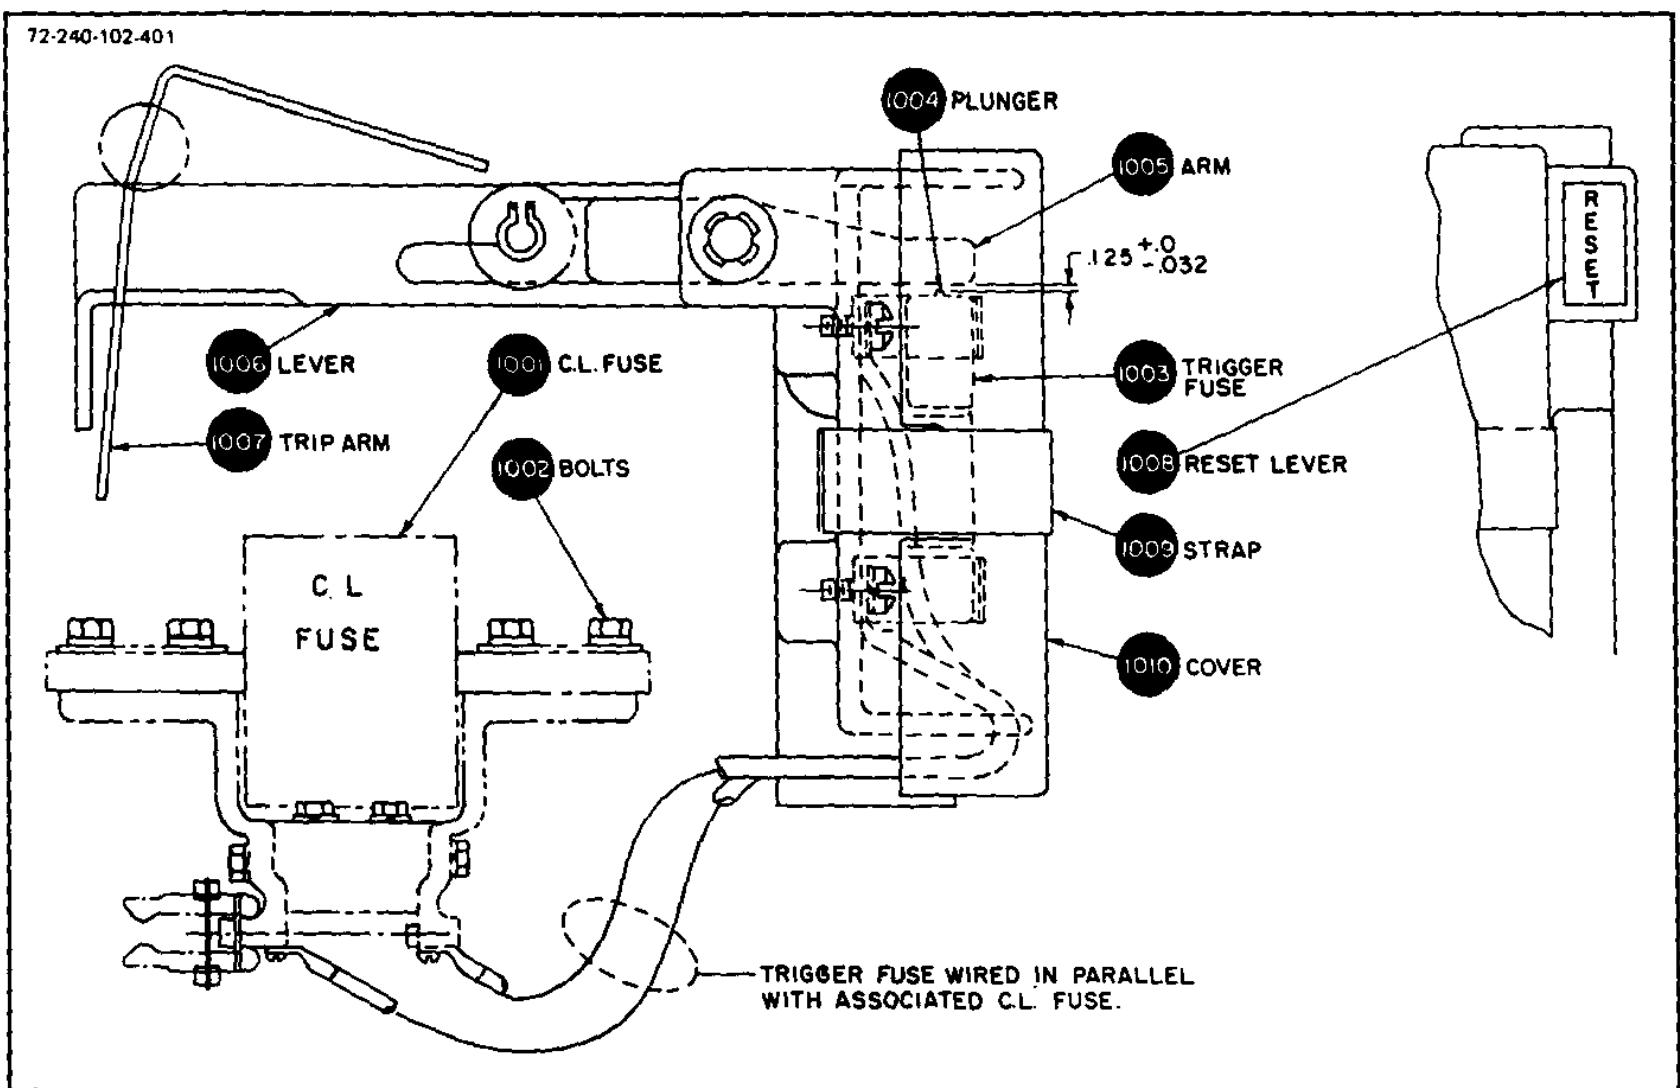 72-240-102-401
1004 PLUNGER
1005 ARM
.125 +.0
-.032
RESET
1006 LEVER
1001 C.L. FUSE
1003 TRIGGER
FUSE
1007 TRIP ARM
1002 BOLTS
1008 RESET LEVER
1009 STRAP
C. L
FUSE
1010 COVER
TRIGGER FUSE WIRED IN PARALLEL
WITH ASSOCIATED C.L. FUSE.